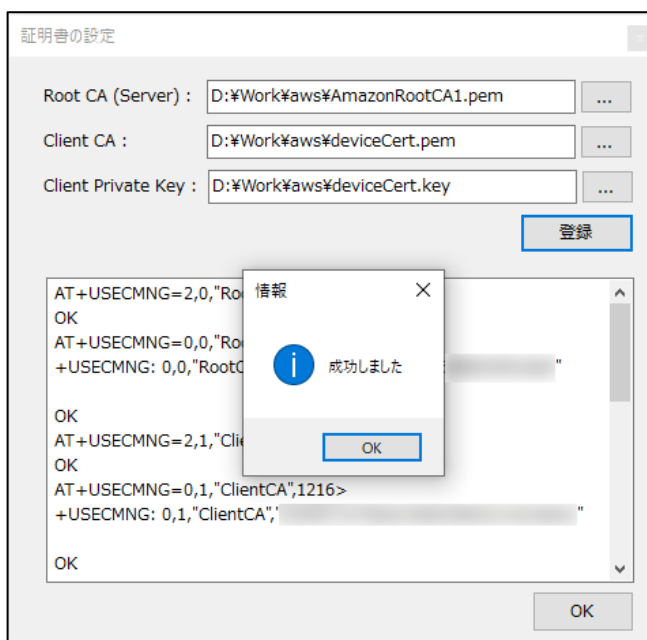 証明書の設定
Root CA (Server) : D:¥Work¥aws¥AmazonRootCA1.pem ...
Client CA : D:¥Work¥aws¥deviceCert.pem ...
Client Private Key : D:¥Work¥aws¥deviceCert.key ...
登録
情報
成功しました
OK
AT+USECMNG=2,0,"Ro
OK
AT+USECMNG=0,0,"Ro
+USECMNG: 0,0,"RootC "
OK
AT+USECMNG=2,1,"Clie
OK
AT+USECMNG=0,1,"ClientCA",1216>
+USECMNG: 0,1,"ClientCA"," "
OK
OK